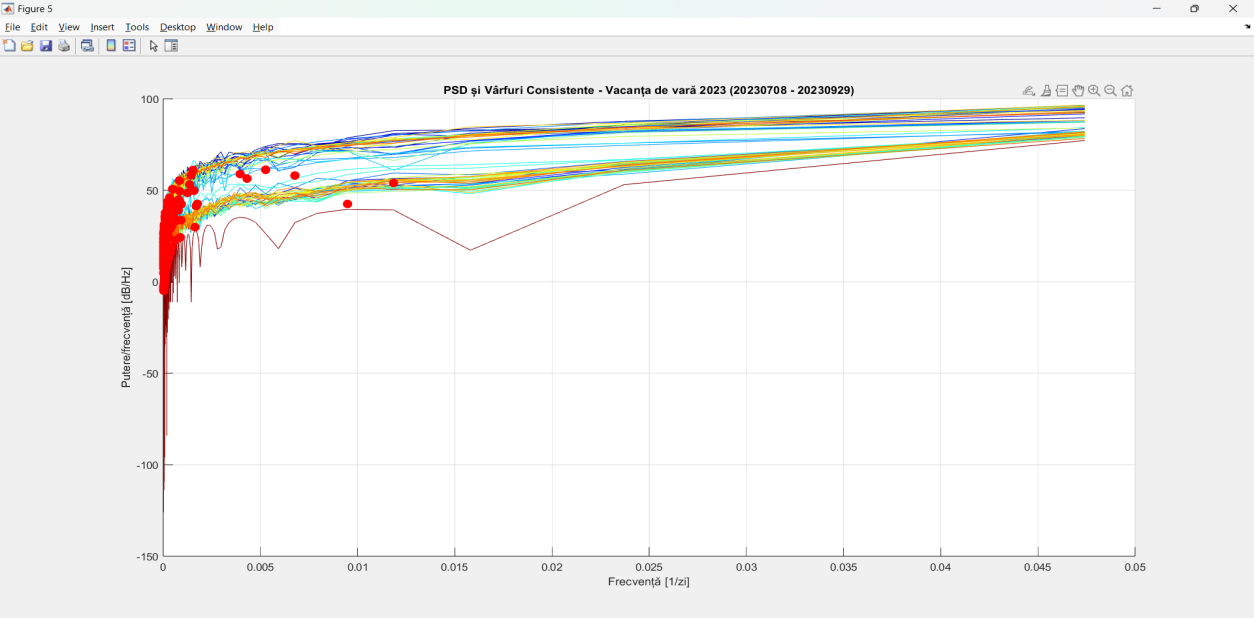 Figure 5
File Edit View Insert Tools Desktop Window Help
PSD și Vârfuri Consistente - Vacanța de vară 2023 (20230708 - 20230929)
100
50
0
-50
-100
-150
Putere/frecvență [dB/Hz]
0 0.005 0.01 0.015 0.02 0.025 0.03 0.035 0.04 0.045 0.05
Frecvență [1/zi]